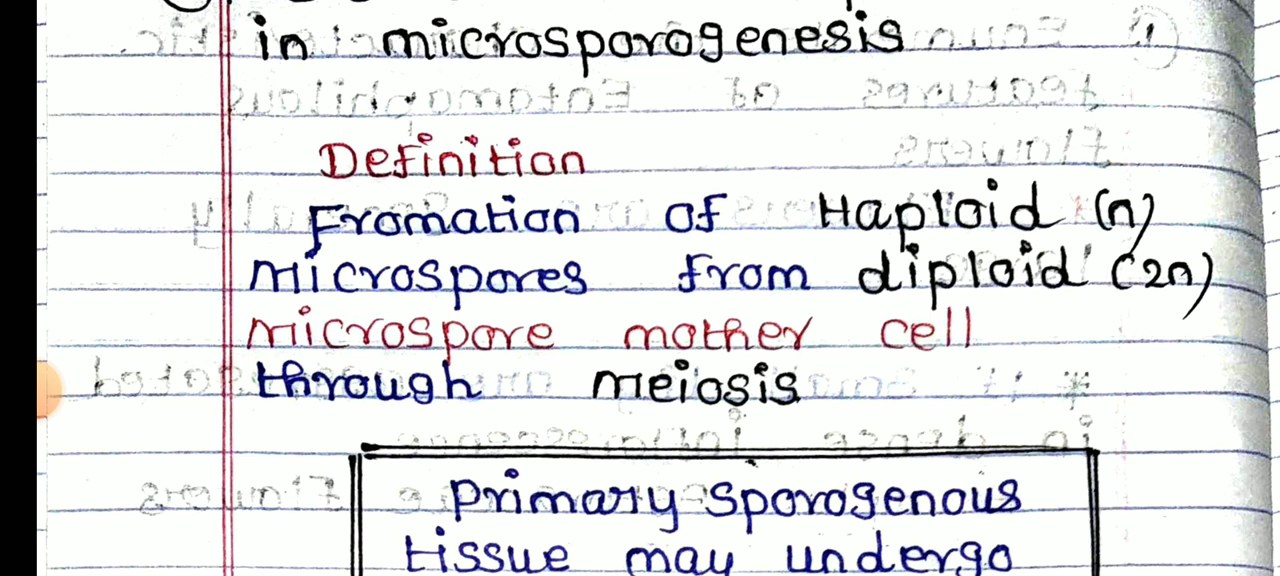 in microsporogenesis
Definition
Fromation of Haploid (n)
microspores from diploid (2n)
microspore mother cell
through meiosis
Primary sporogenous
tissue may undergo